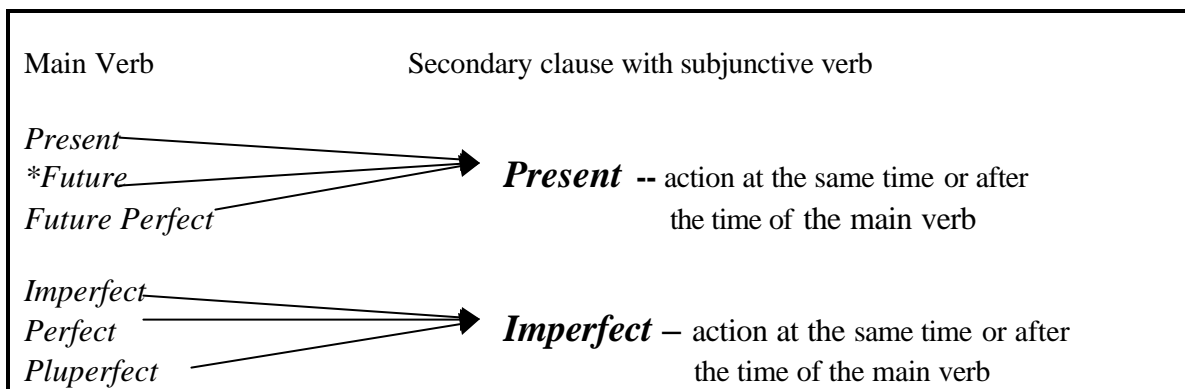 Main Verb Secondary clause with subjunctive verb
Present
*Future
Future Perfect
Present -- action at the same time or after
the time of the main verb
Imperfect
Perfect
Pluperfect
Imperfect – action at the same time or after
the time of the main verb